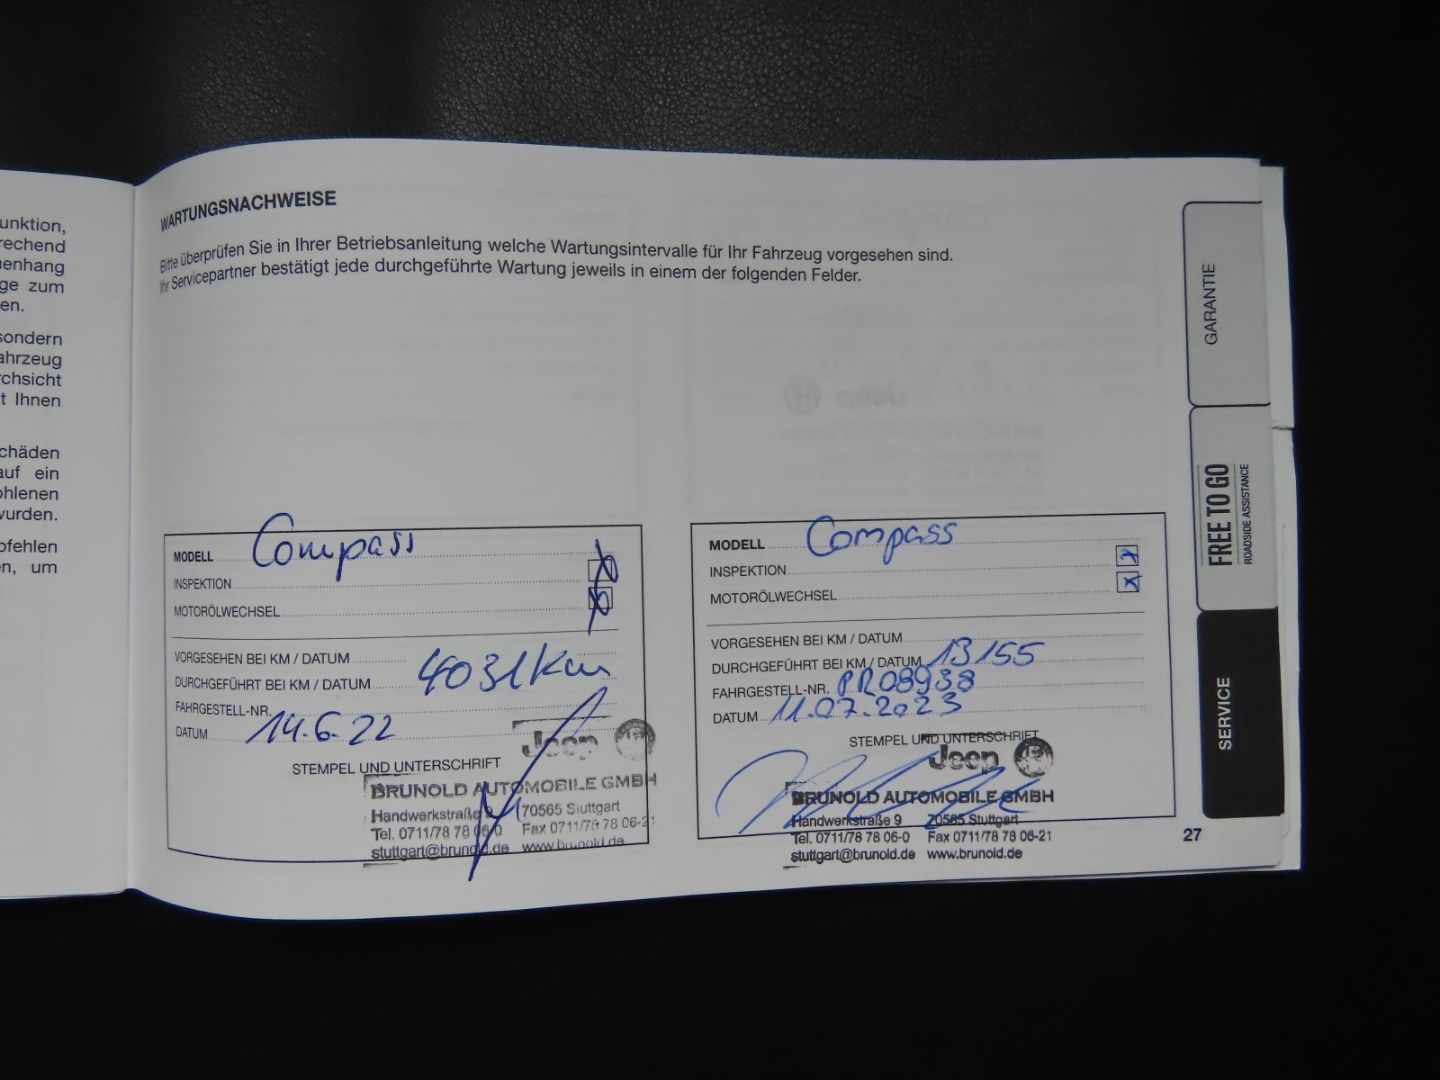 unktion,
rechend
enhang
ge zum
en.
sondern
ahrzeug
rchsicht
t Ihnen
chäden
auf ein
ohlenen
wurden.
pfehlen
n, um
WARTUNGSNACHWEISE
Bitte überprüfen Sie in Ihrer Betriebsanleitung welche Wartungsintervalle für Ihr Fahrzeug vorgesehen sind.
Ihr Servicepartner bestätigt jede durchgeführte Wartung jeweils in einem der folgenden Felder.
MODELL Compass
INSPEKTION
MOTORÖLWECHSEL
VORGESEHEN BEI KM / DATUM
DURCHGEFÜHRT BEI KM / DATUM 4031 km
FAHRGESTELL-NR.
DATUM 14.6.22
STEMPEL UND UNTERSCHRIFT
Jeep
BRUNOLD AUTOMOBILE GMBH
Handwerkstraße 9 70565 Stuttgart
Tel. 0711/78 78 06-0 Fax 0711/78 78 06-21
stuttgart@brunold.de www.brunold.de
MODELL Compass
INSPEKTION x
MOTORÖLWECHSEL x
VORGESEHEN BEI KM / DATUM
DURCHGEFÜHRT BEI KM / DATUM 13155
FAHRGESTELL-NR. PR08938
DATUM 11.07.2023
STEMPEL UND UNTERSCHRIFT
Jeep
BRUNOLD AUTOMOBILE GMBH
Handwerkstraße 9 70565 Stuttgart
Tel. 0711/78 78 06-0 Fax 0711/78 78 06-21
stuttgart@brunold.de www.brunold.de
27
GARANTIE
FREE TO GO
ROADSIDE ASSISTANCE
SERVICE